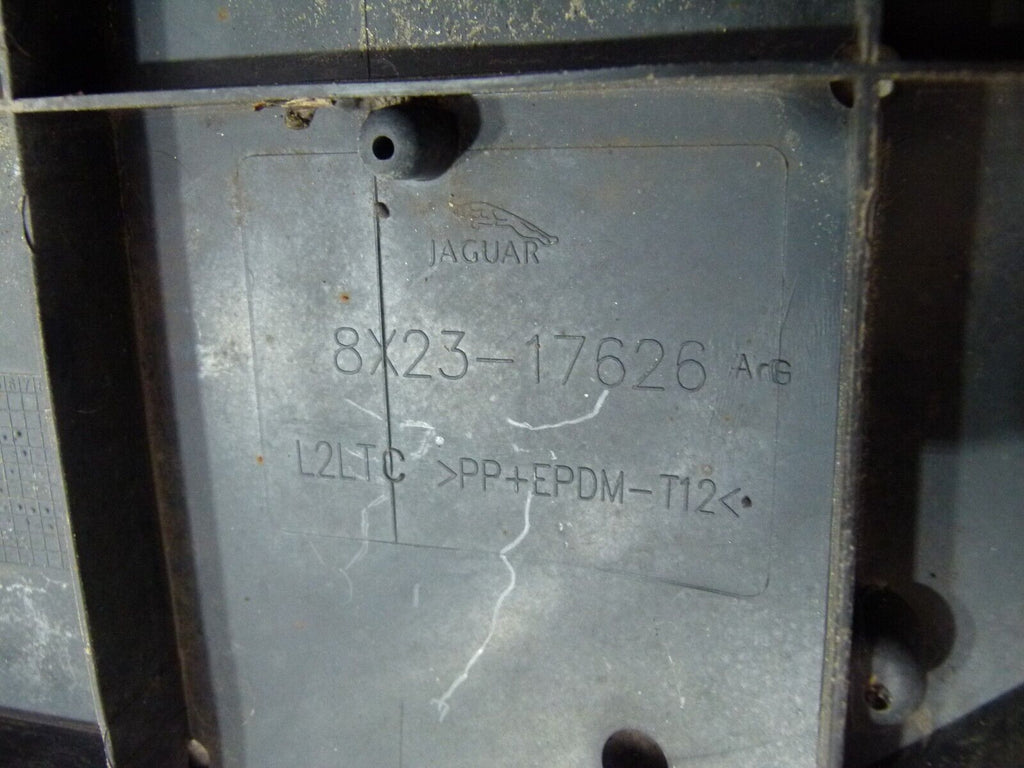 JAGUAR
8X23-17626 ArG
L2LTC >PP+EPDM-T12<